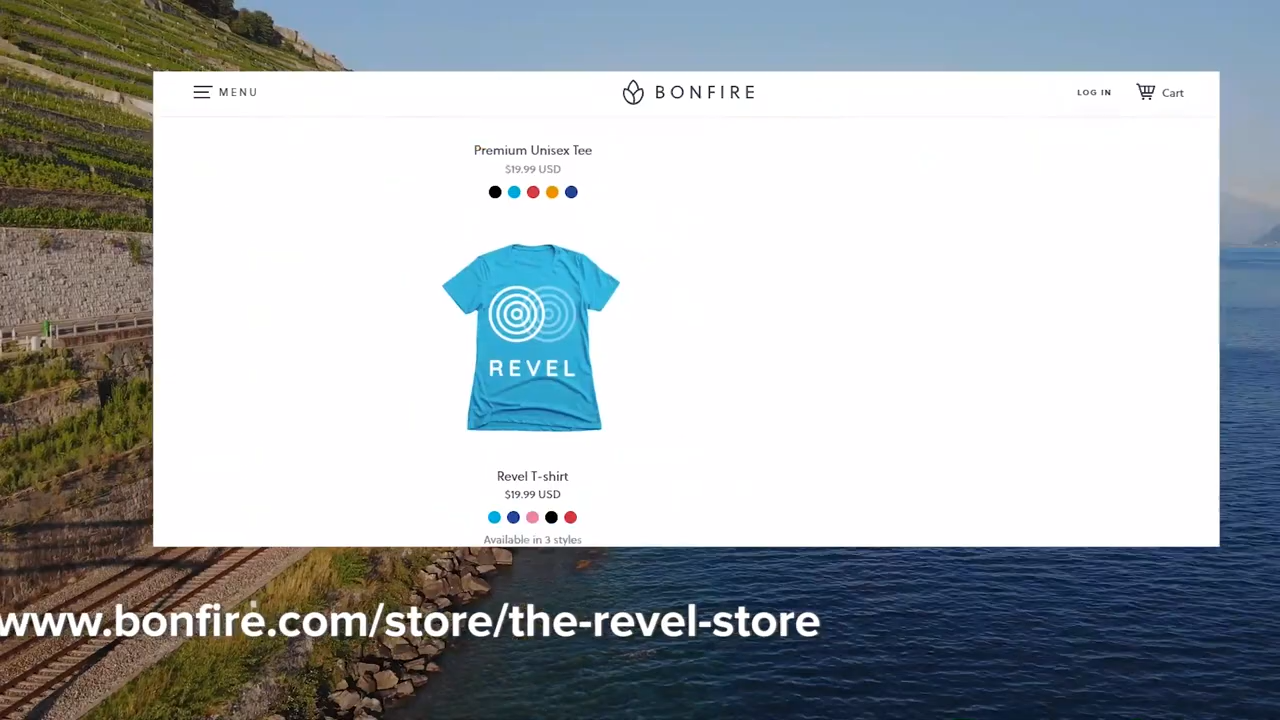 MENU
BONFIRE
LOG IN
Cart
Premium Unisex Tee
$19.99 USD
REVEL
Revel T-shirt
$19.99 USD
Available in 3 styles
www.bonfire.com/store/the-revel-store